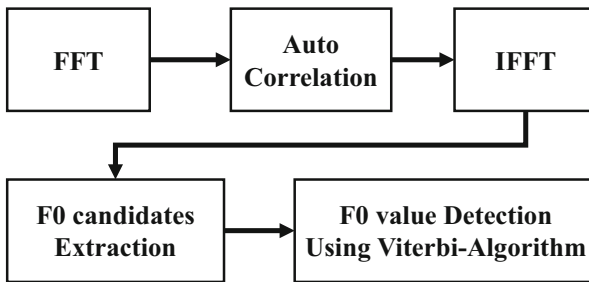 FFT
Auto
Correlation
IFFT
F0 candidates
Extraction
F0 value Detection
Using Viterbi-Algorithm